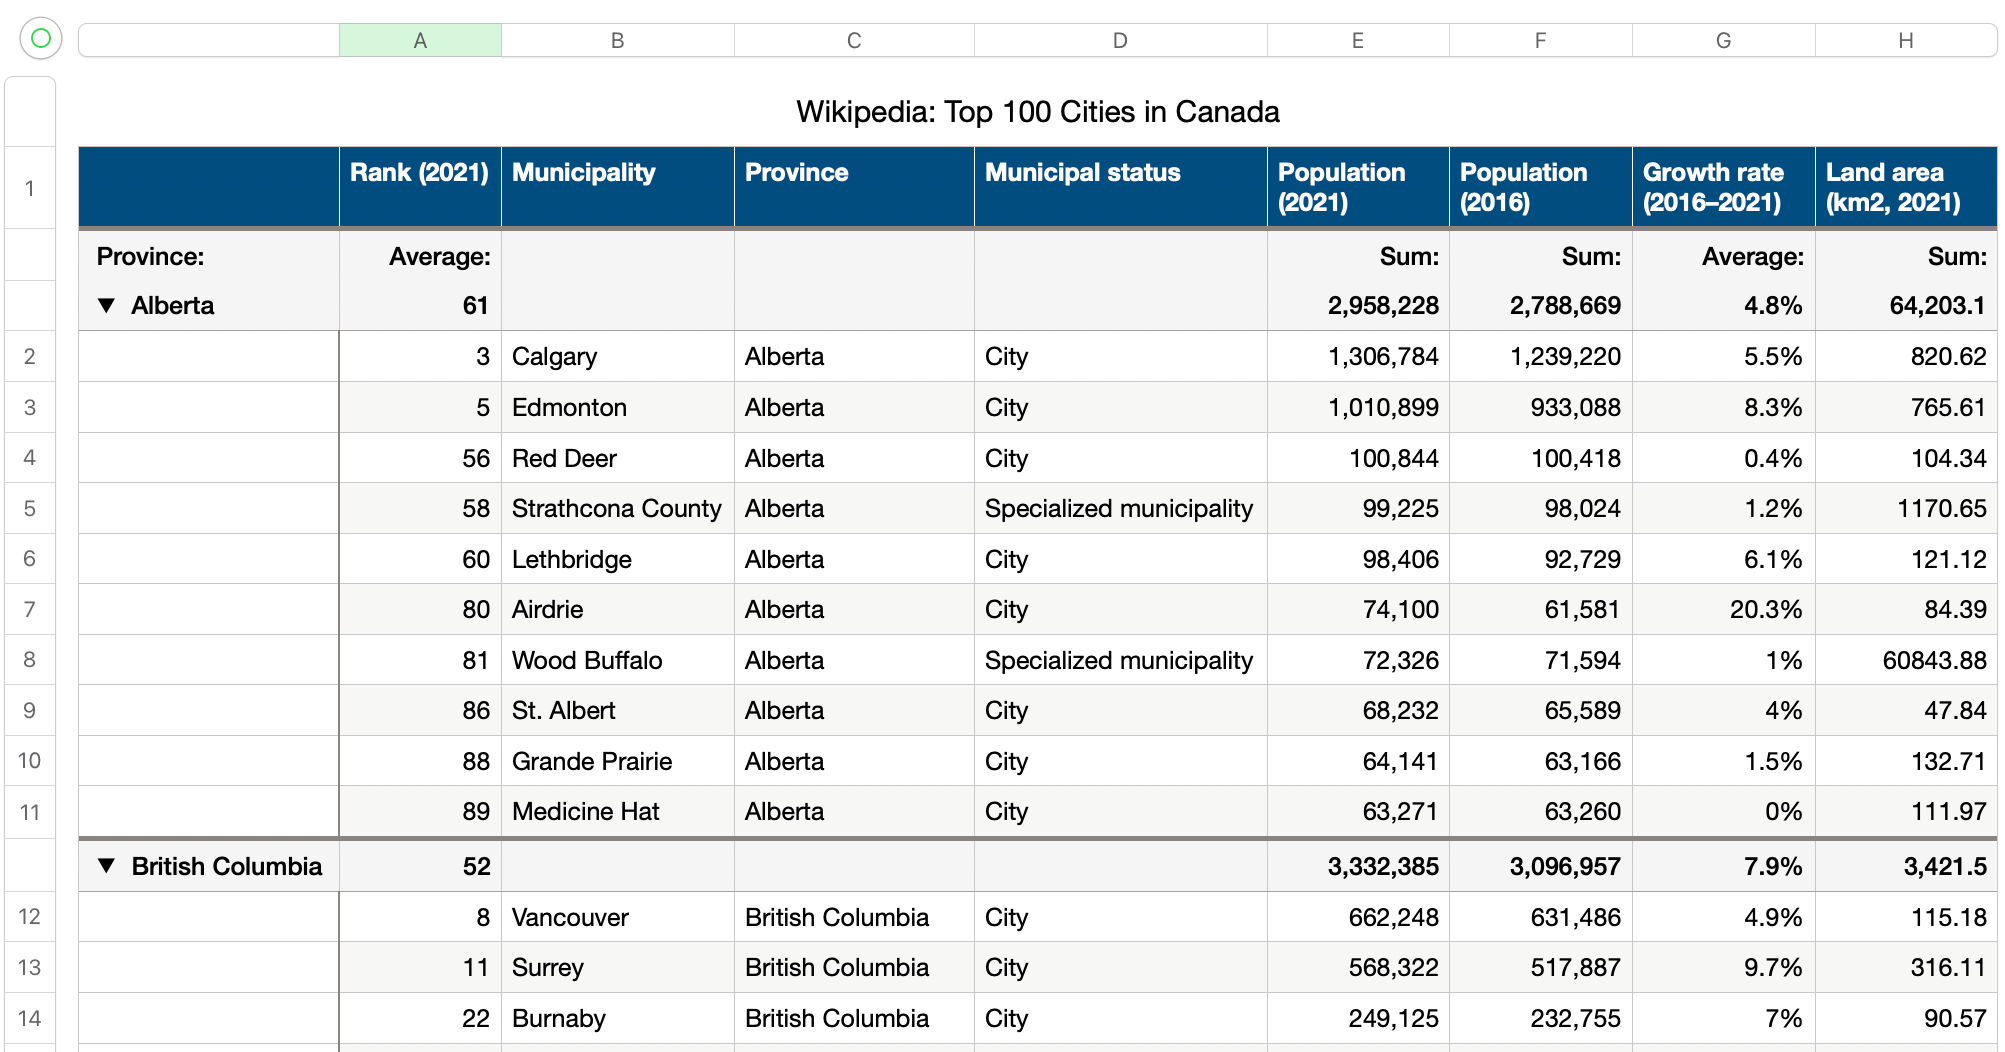 A B C D E F G H
Wikipedia: Top 100 Cities in Canada
1 Rank (2021) Municipality Province Municipal status Population (2021) Population (2016) Growth rate (2016–2021) Land area (km2, 2021)
Province: Average: Sum: Sum: Average: Sum:
▼ Alberta 61 2,958,228 2,788,669 4.8% 64,203.1
2 3 Calgary Alberta City 1,306,784 1,239,220 5.5% 820.62
3 5 Edmonton Alberta City 1,010,899 933,088 8.3% 765.61
4 56 Red Deer Alberta City 100,844 100,418 0.4% 104.34
5 58 Strathcona County Alberta Specialized municipality 99,225 98,024 1.2% 1170.65
6 60 Lethbridge Alberta City 98,406 92,729 6.1% 121.12
7 80 Airdrie Alberta City 74,100 61,581 20.3% 84.39
8 81 Wood Buffalo Alberta Specialized municipality 72,326 71,594 1% 60843.88
9 86 St. Albert Alberta City 68,232 65,589 4% 47.84
10 88 Grande Prairie Alberta City 64,141 63,166 1.5% 132.71
11 89 Medicine Hat Alberta City 63,271 63,260 0% 111.97
▼ British Columbia 52 3,332,385 3,096,957 7.9% 3,421.5
12 8 Vancouver British Columbia City 662,248 631,486 4.9% 115.18
13 11 Surrey British Columbia City 568,322 517,887 9.7% 316.11
14 22 Burnaby British Columbia City 249,125 232,755 7% 90.57